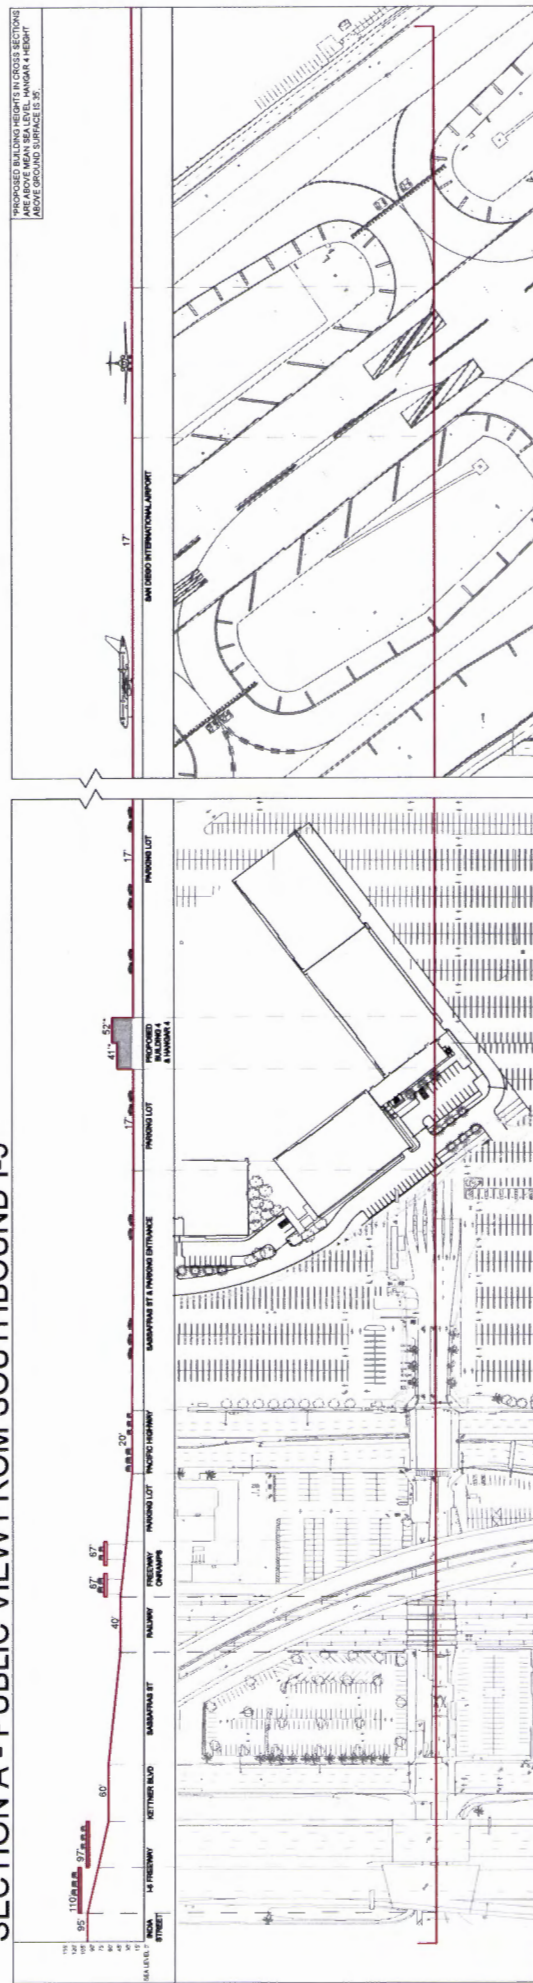 SECTION A - PUBLIC VIEW FROM SOUTHBOUND I-5
*PROPOSED BUILDING HEIGHTS IN CROSS SECTIONS
ARE ABOVE MEAN SEA LEVEL. HANGAR 4 HEIGHT
ABOVE GROUND SURFACE IS 35'.
95'
110'
97'
60'
40'
67'
67'
20'
17'
41'*
52'*
17'
17'
SEA LEVEL 0'
INDIA
STREET
I-5 FREEWAY
KETTNER BLVD
SASSAFRAS ST
RAILWAY
FREEWAY
ONRAMPS
PARKING LOT
PACIFIC HIGHWAY
SASSAFRAS ST & PARKING ENTRANCE
PARKING LOT
PROPOSED
BUILDING 4
& HANGAR 4
PARKING LOT
SAN DIEGO INTERNATIONAL AIRPORT